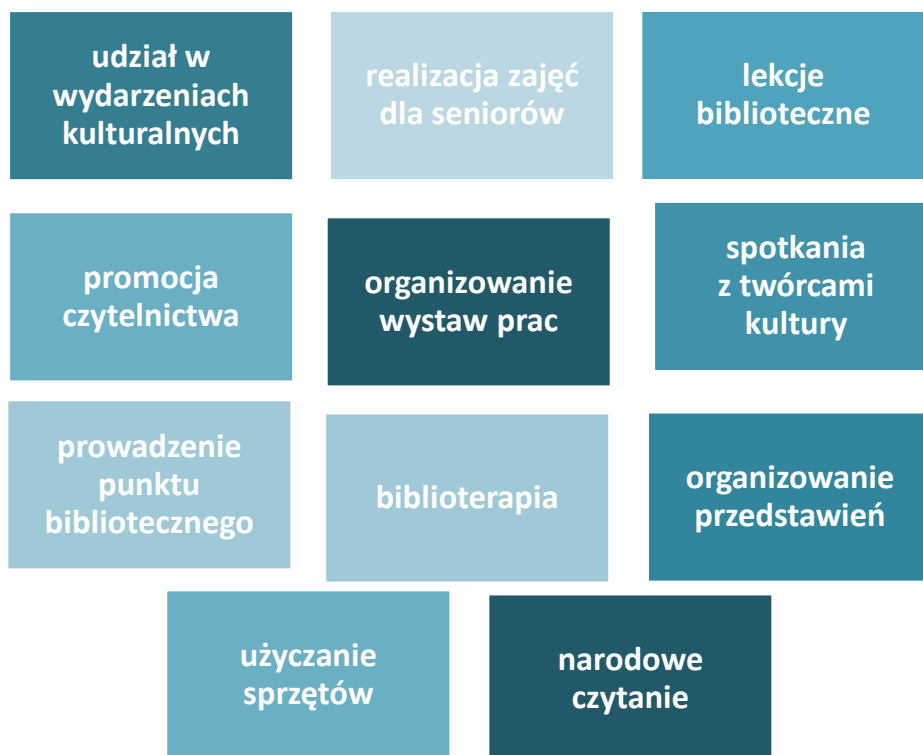 udział w
wydarzeniach
kulturalnych
realizacja zajęć
dla seniorów
lekcje
biblioteczne
promocja
czytelnictwa
organizowanie
wystaw prac
spotkania
z twórcami
kultury
prowadzenie
punktu
bibliotecznego
biblioterapia
organizowanie
przedstawień
użyczanie
sprzętów
narodowe
czytanie